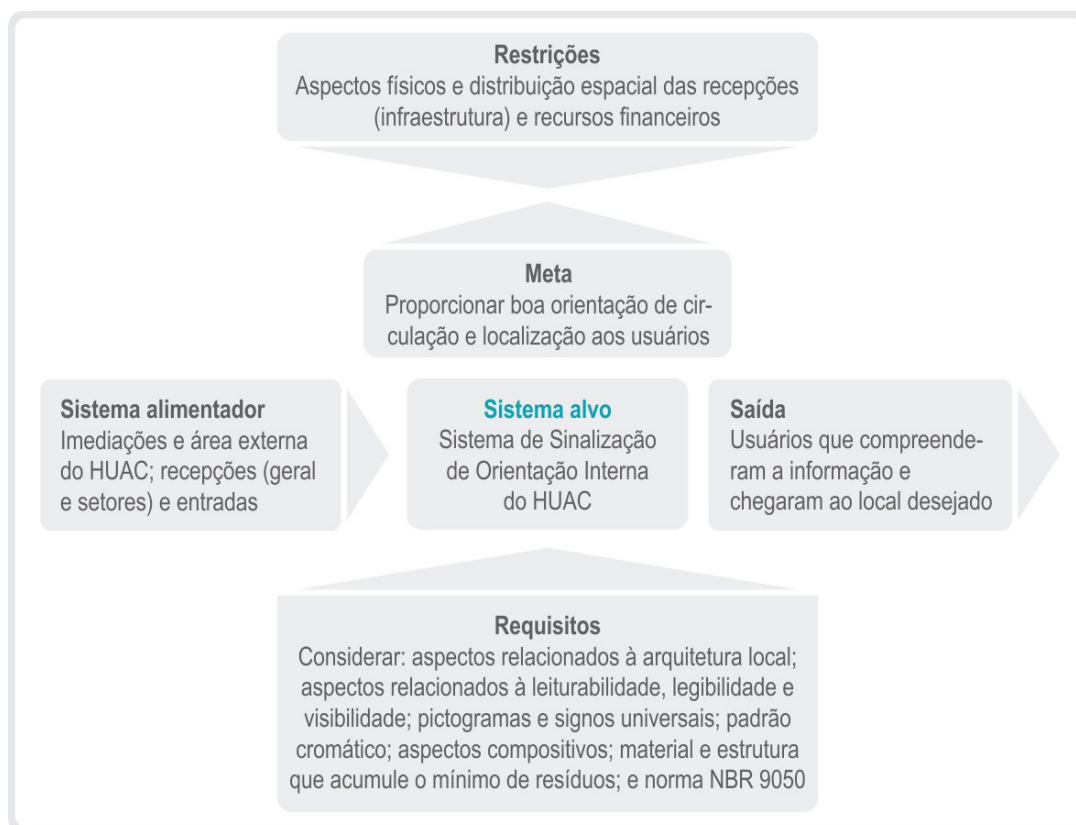 Restrições
Aspectos físicos e distribuição espacial das recepções
(infraestrutura) e recursos financeiros
Meta
Proporcionar boa orientação de cir-
culação e localização aos usuários
Sistema alimentador
Imediações e área externa
do HUAC; recepções (geral
e setores) e entradas
Sistema alvo
Sistema de Sinalização
de Orientação Interna
do HUAC
Saída
Usuários que compreende-
ram a informação e
chegaram ao local desejado
Requisitos
Considerar: aspectos relacionados à arquitetura local;
aspectos relacionados à leiturabilidade, legibilidade e
visibilidade; pictogramas e signos universais; padrão
cromático; aspectos compositivos; material e estrutura
que acumule o mínimo de resíduos; e norma NBR 9050